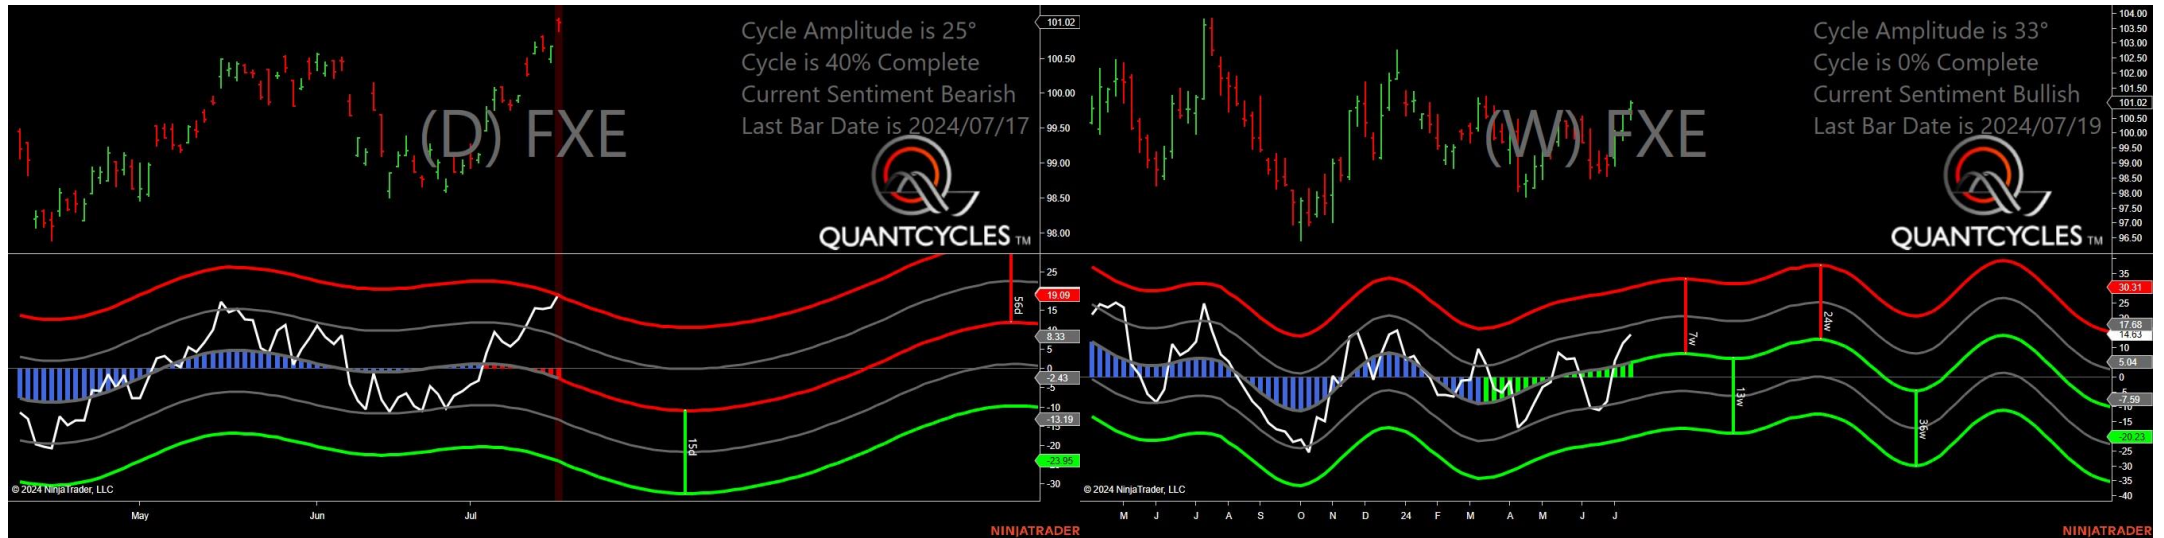 Cycle Amplitude is 25°
Cycle is 40% Complete
Current Sentiment Bearish
Last Bar Date is 2024/07/17
(D) FXE
QUANTCYCLES TM
101.02
100.50
100.00
99.50
99.00
98.50
98.00
25
19.09
15
8.33
5
0
-2.43
-5
-10
-13.19
-15
-20
-23.95
-30
56d
15d
© 2024 NinjaTrader, LLC
May Jun Jul
NINJATRADER
Cycle Amplitude is 33°
Cycle is 0% Complete
Current Sentiment Bullish
Last Bar Date is 2024/07/19
(W) FXE
QUANTCYCLES TM
104.00
103.50
103.00
102.50
102.00
101.50
101.02
100.50
100.00
99.50
99.00
98.50
98.00
97.50
97.00
96.50
35
30.31
25
17.68
14.63
10
5.04
0
-5
-7.59
-10
-15
-20.23
-25
-30
-35
-40
7w
24w
13w
36w
© 2024 NinjaTrader, LLC
M J J A S O N D 24 F M A M J J
NINJATRADER